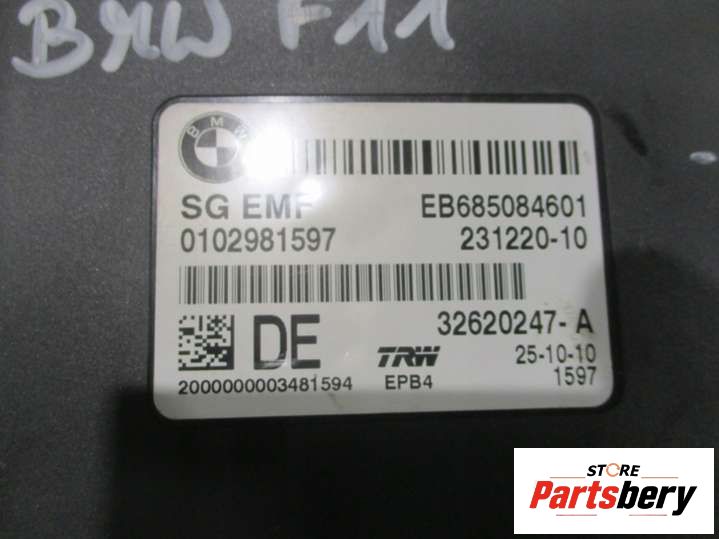 BMW F11
BMW
SG EMF EB685084601
0102981597 231220-10
32620247-A
DE TRW 25-10-10
2000000003481594 EPB4 1597
STORE
Partsbery